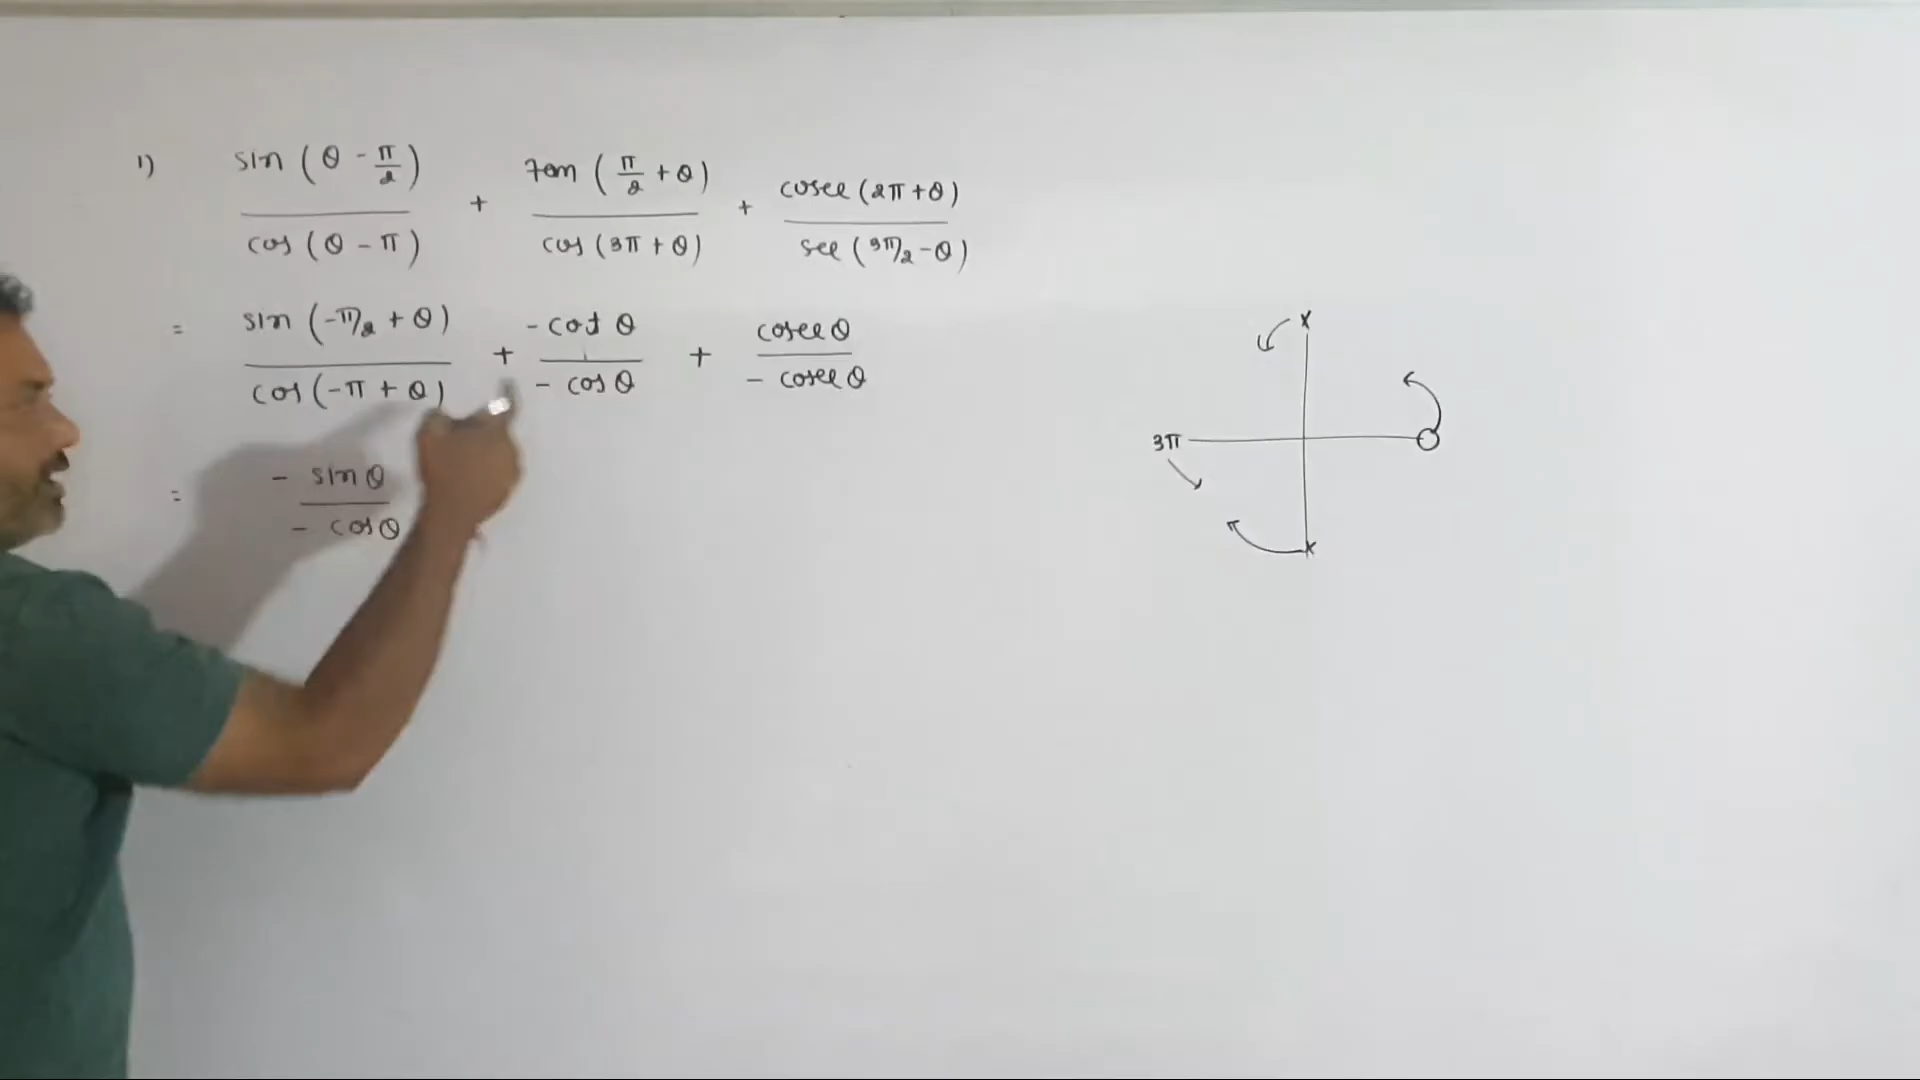 1) sin (θ - π/2) / cos (θ - π) + tan (π/2 + θ) / cos (3π + θ) + cosec (2π + θ) / sec (3π/2 - θ)
= sin (-π/2 + θ) / cos (-π + θ) + - cot θ / - cos θ + cosec θ / - cosec θ
= - sin θ / - cos θ
3π